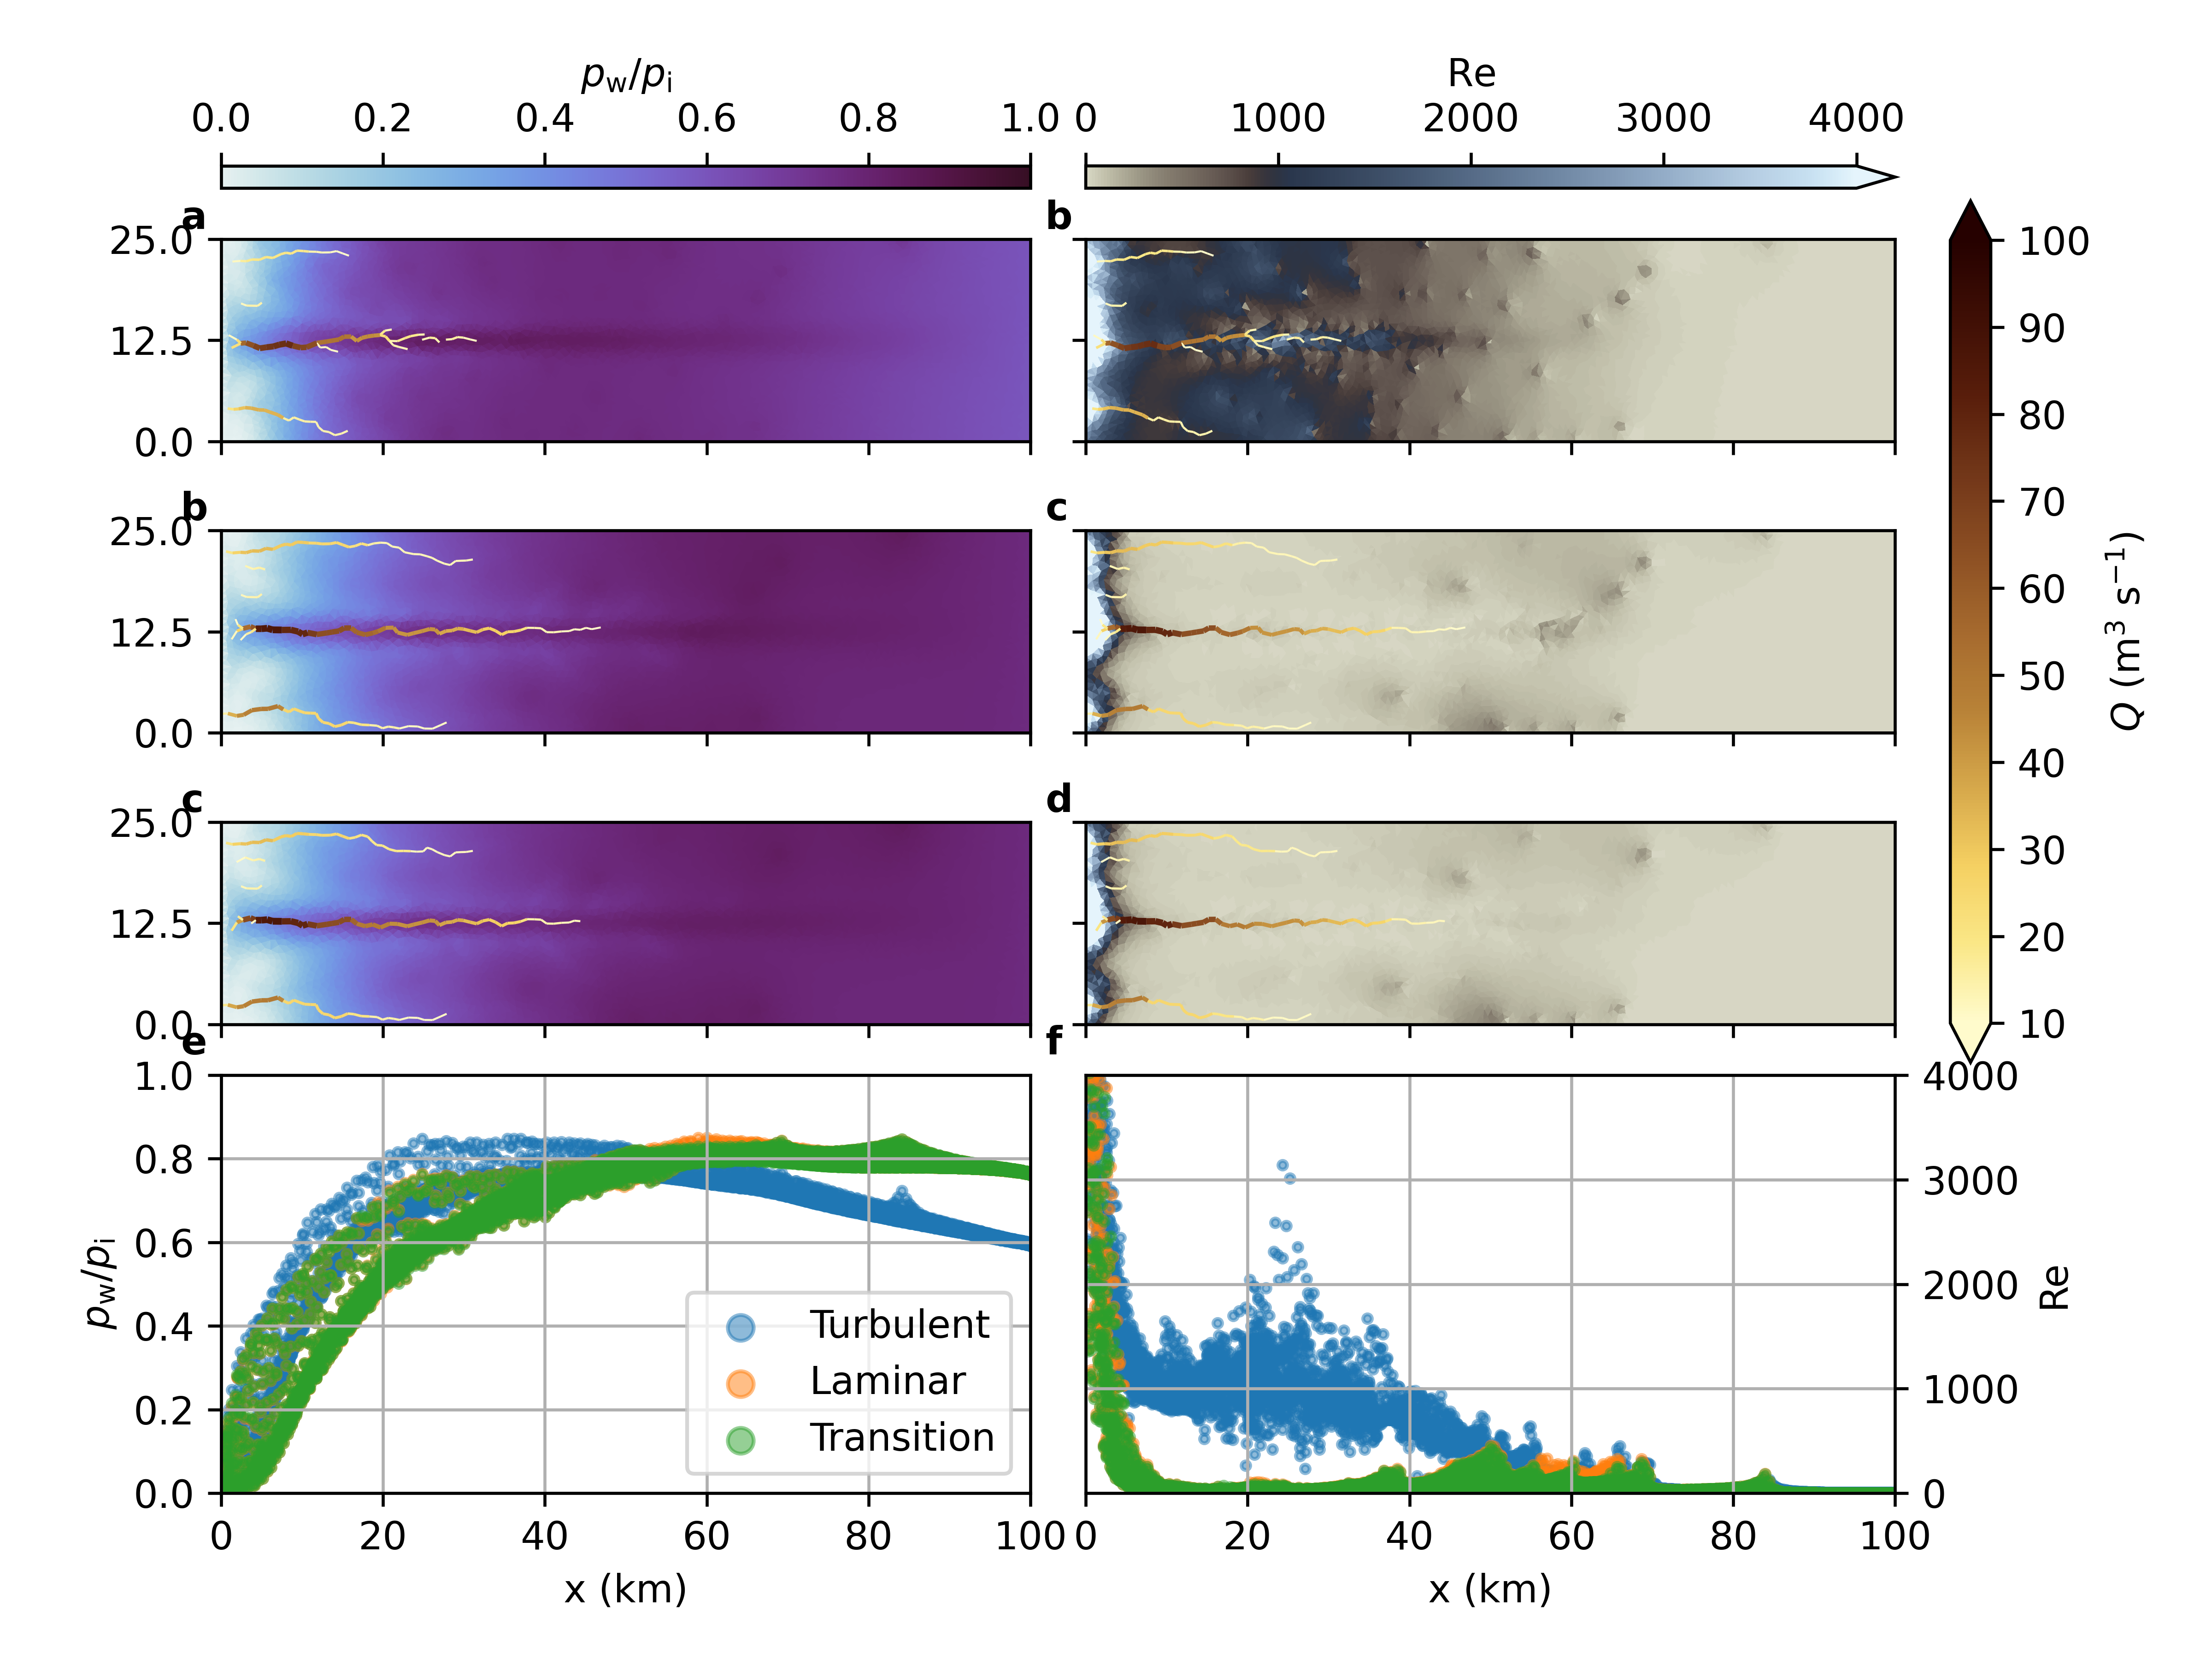 p_w/p_i
0.0 0.2 0.4 0.6 0.8 1.0
Re
0 1000 2000 3000 4000
a
25.0
12.5
0.0
b
b
25.0
12.5
0.0
c
c
25.0
12.5
0.0
d
100
90
80
70
60
50
40
30
20
10
Q (m³ s⁻¹)
e
1.0
0.8
0.6
0.4
0.2
0.0
p_w/p_i
Turbulent
Laminar
Transition
0 20 40 60 80 100
x (km)
f
4000
3000
2000
1000
0
Re
0 20 40 60 80 100
x (km)